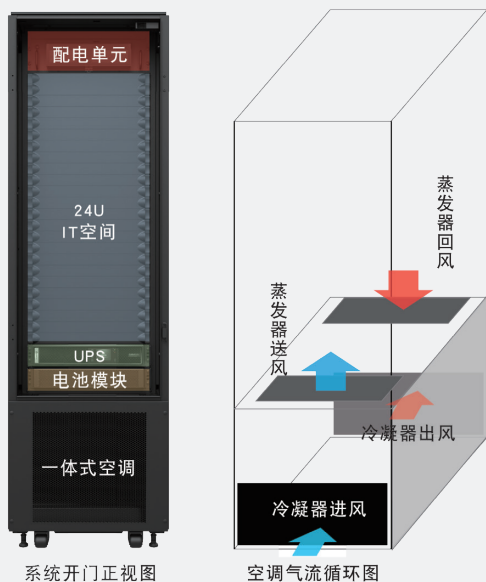 配电单元
24U
IT空间
UPS
电池模块
一体式空调
系统开门正视图
蒸发器回风
蒸发器送风
冷凝器出风
冷凝器进风
空调气流循环图